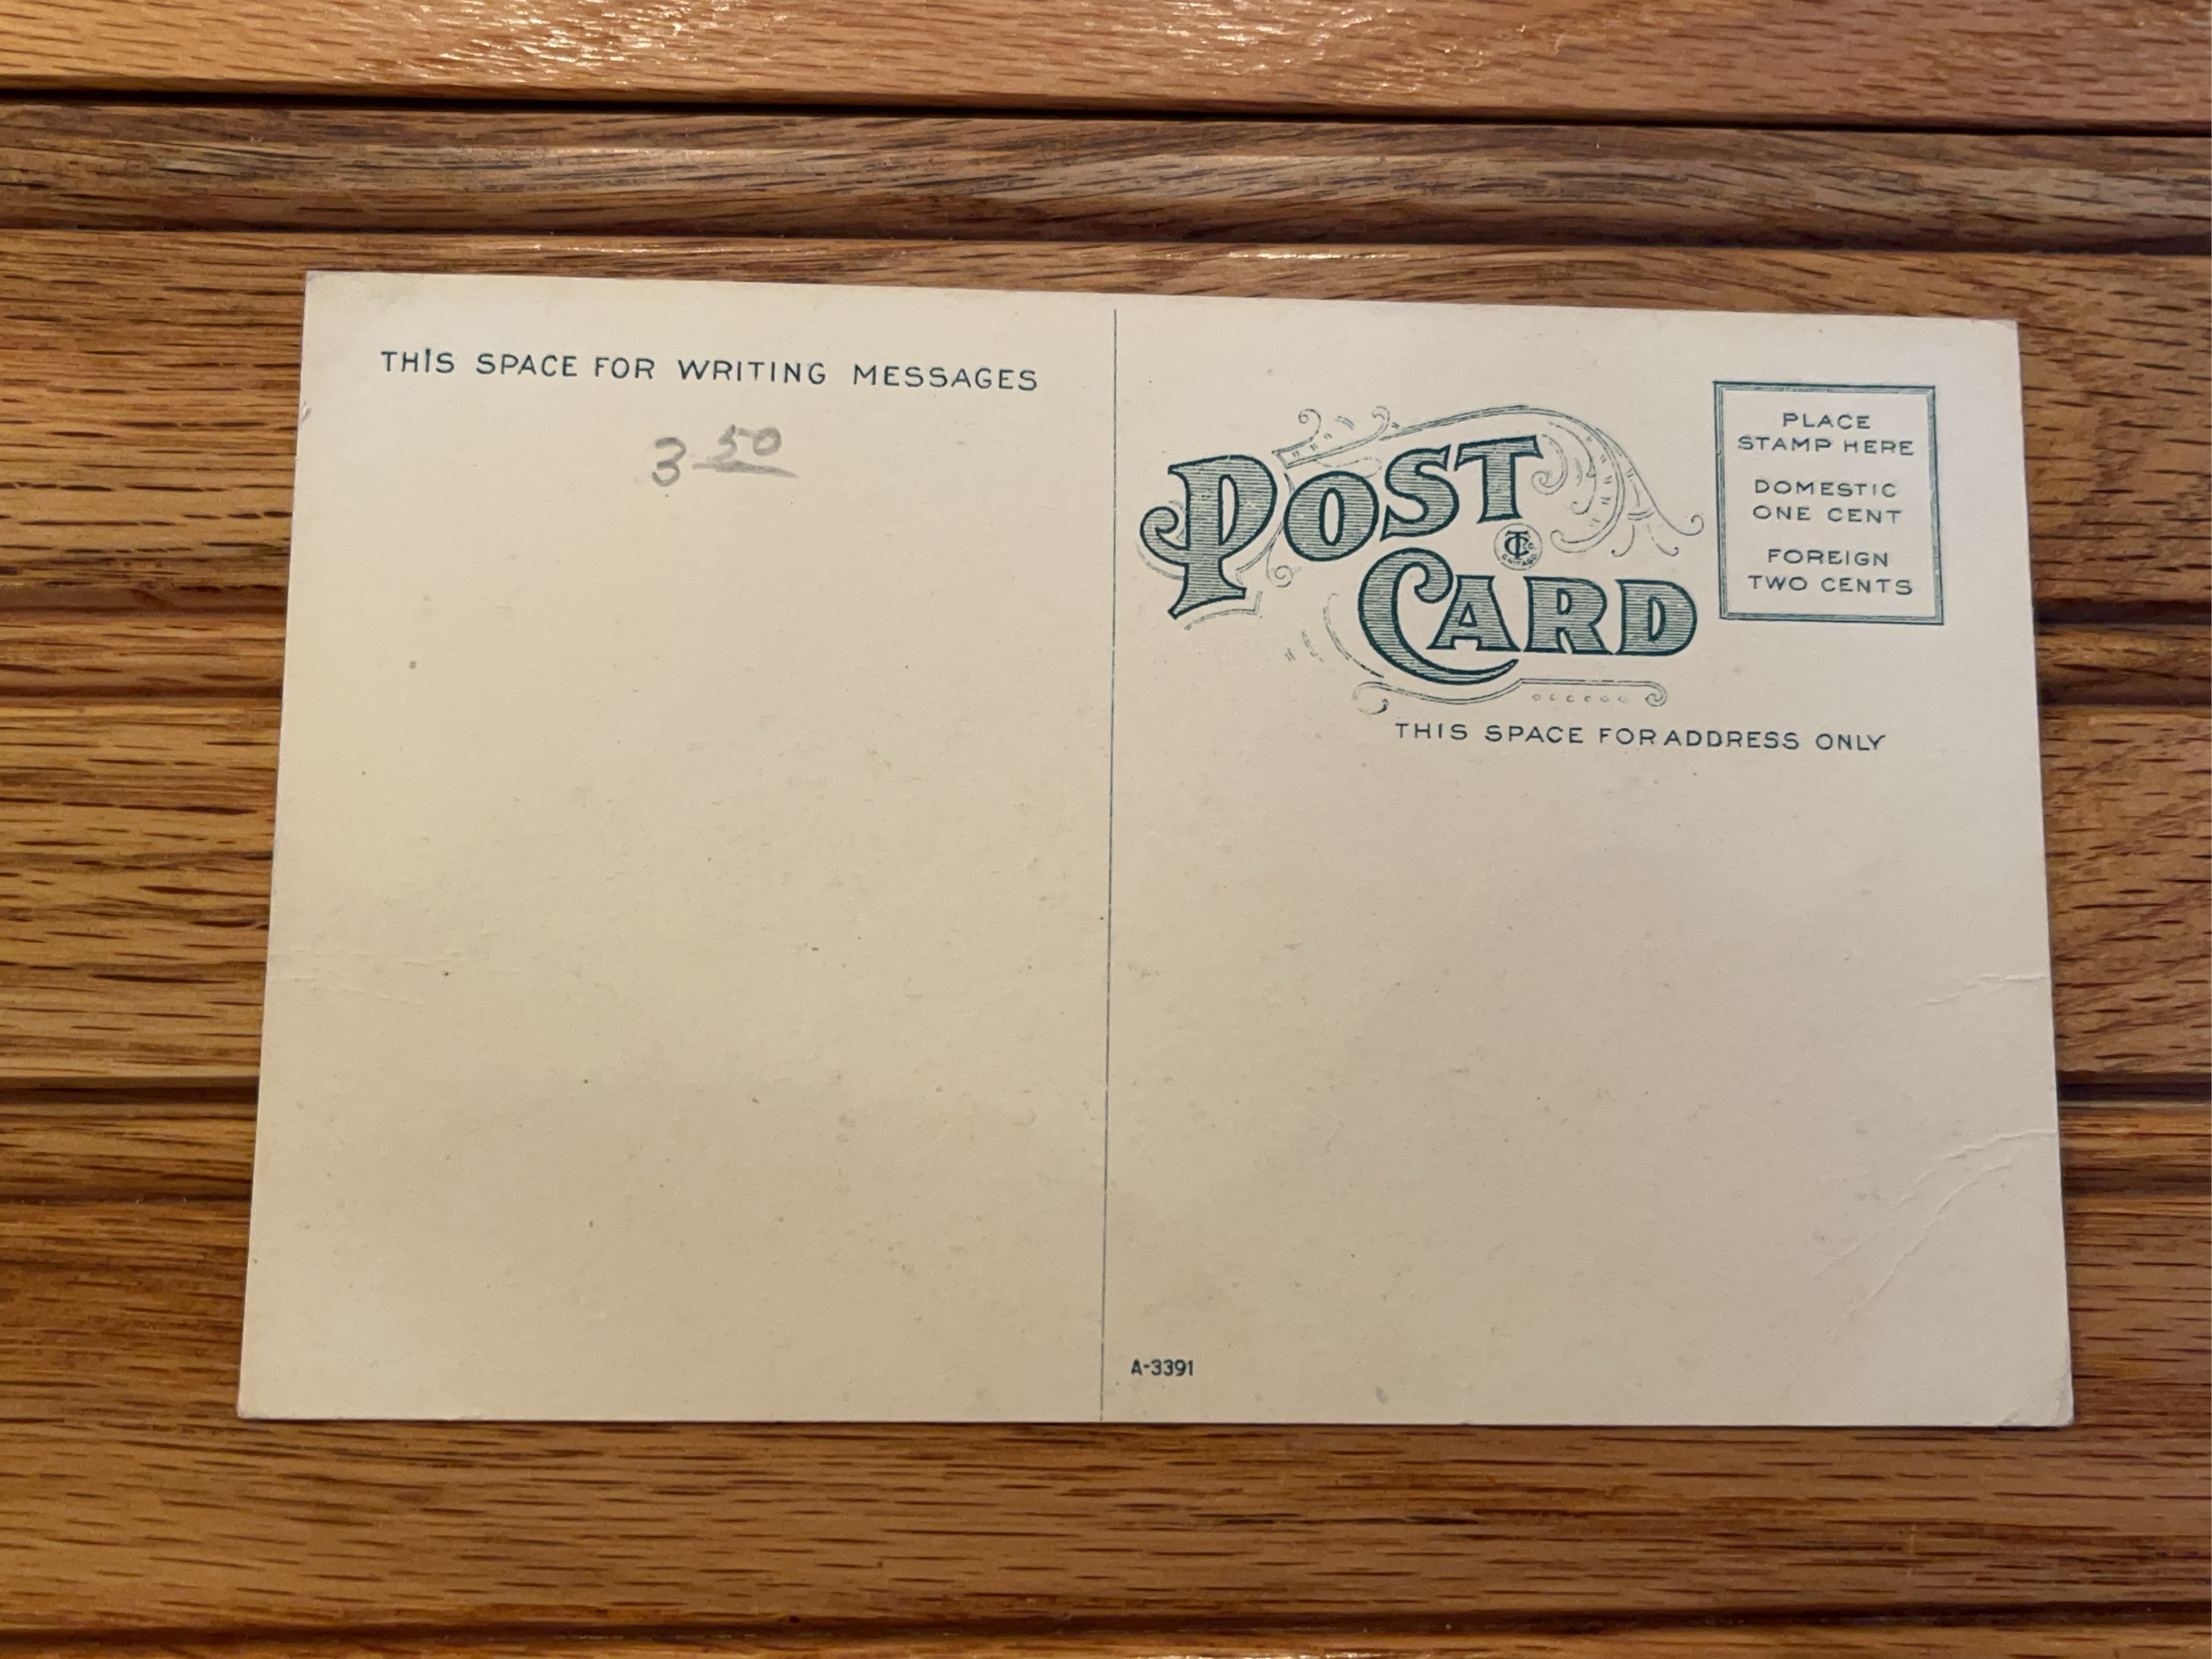 THIS SPACE FOR WRITING MESSAGES
3 50
POST
CARD
PLACE
STAMP HERE
DOMESTIC
ONE CENT
FOREIGN
TWO CENTS
THIS SPACE FOR ADDRESS ONLY
A-3391